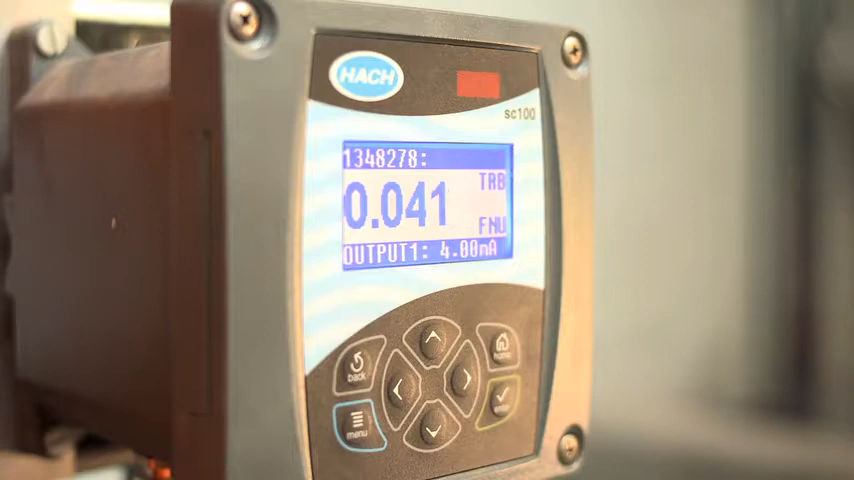 HACH
sc100
1348278:
TRB
0.041
FNU
OUTPUT1: 4.00mA
back
menu